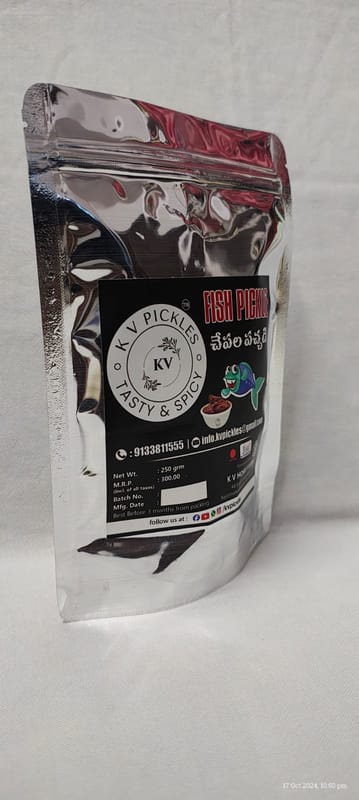 K V PICKLES
TM
KV
TASTY & SPICY
FISH PICKLE
చేపల పచ్చడి
: 9133811555 | info.kvpickles@gmail.com
Net Wt. : 250 grm
M.R.P. : 300.00
(incl. of all taxes)
Batch No. :
Mfg. Date :
Best Before 3 months from packing
K.V
follow us at :
17 Oct 2024, 10:50 pm